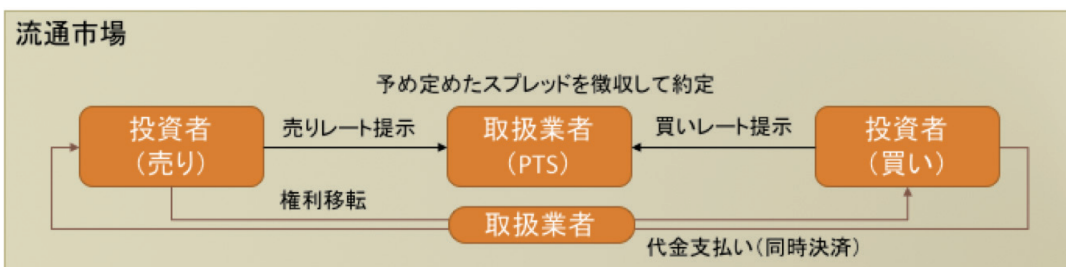 流通市場
予め定めたスプレッドを徴収して約定
投資者
(売り)
売りレート提示
取扱業者
(PTS)
買いレート提示
投資者
(買い)
権利移転
取扱業者
代金支払い(同時決済)